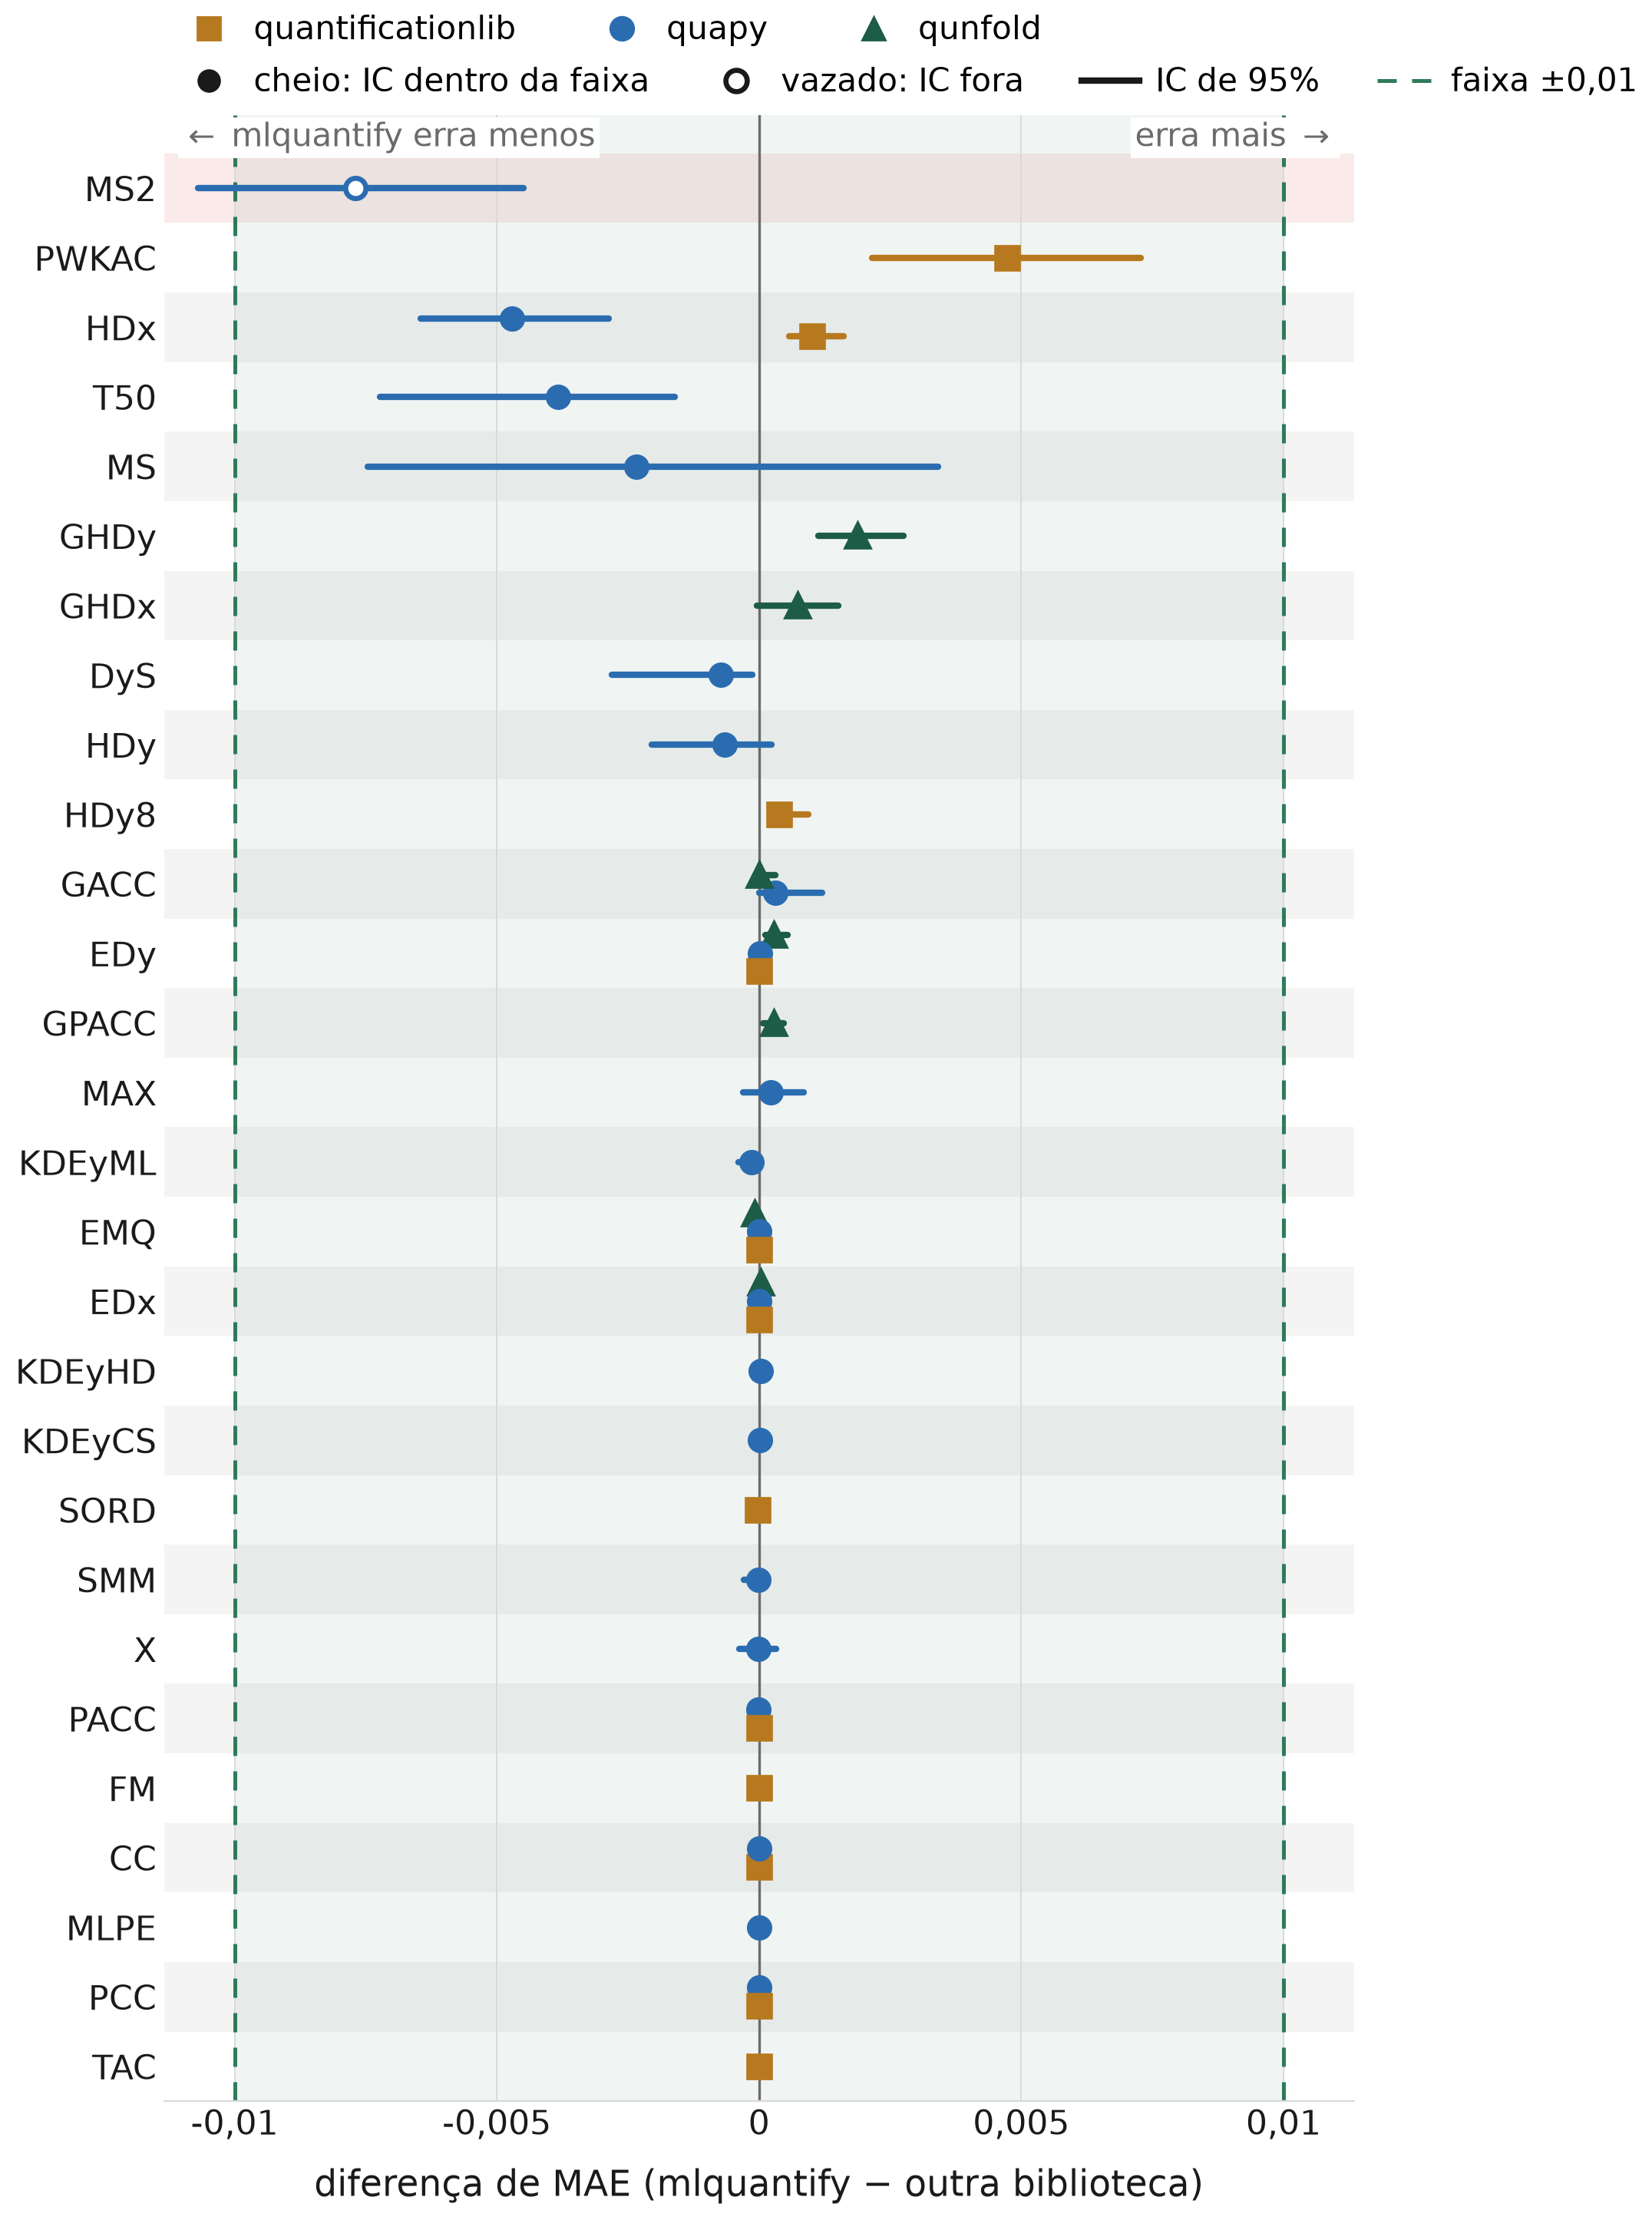 quantificationlib quapy qunfold
cheio: IC dentro da faixa vazado: IC fora IC de 95% faixa ±0,01
← mlquantify erra menos erra mais →
MS2
PWKAC
HDx
T50
MS
GHDy
GHDx
DyS
HDy
HDy8
GACC
EDy
GPACC
MAX
KDEyML
EMQ
EDx
KDEyHD
KDEyCS
SORD
SMM
X
PACC
FM
CC
MLPE
PCC
TAC
-0,01 -0,005 0 0,005 0,01
diferença de MAE (mlquantify − outra biblioteca)